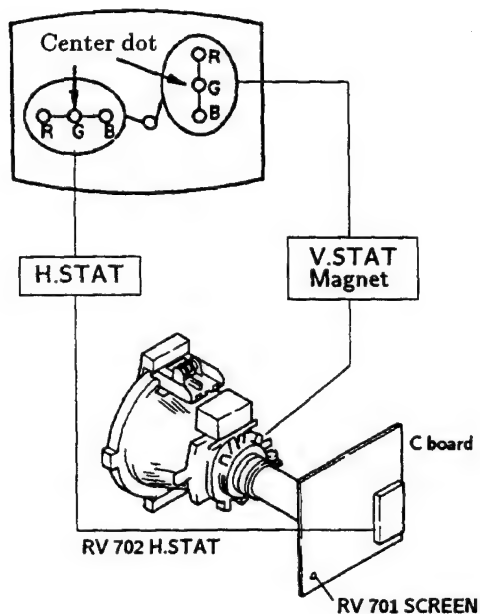 Center dot
R
G
B
R G B
H.STAT
V.STAT
Magnet
C board
RV 702 H.STAT
RV 701 SCREEN